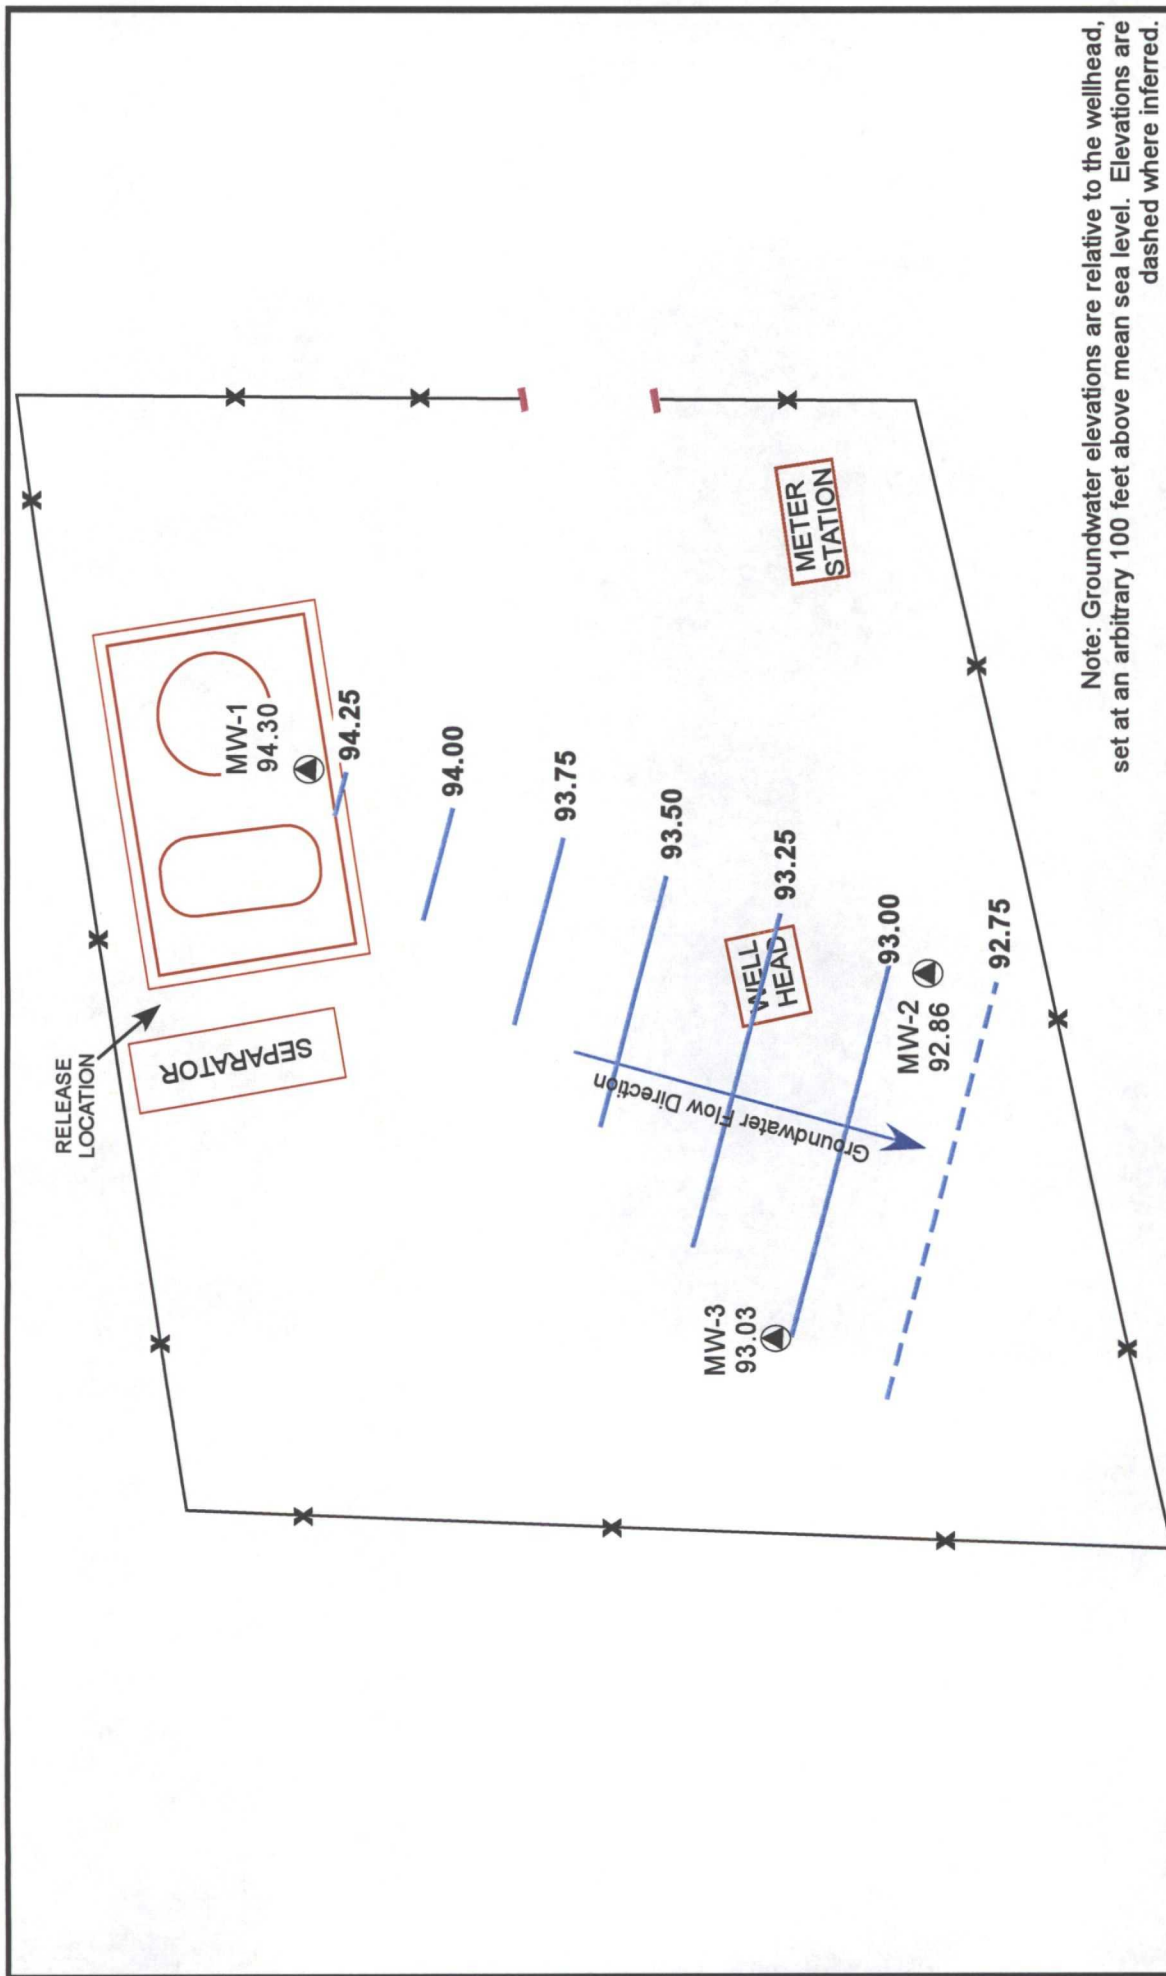 RELEASE
LOCATION
SEPARATOR
MW-1
94.30
94.25
94.00
93.75
93.50
93.25
WELL
HEAD
93.00
92.75
Groundwater Flow Direction
MW-2
92.86
MW-3
93.03
METER
STATION
Note: Groundwater elevations are relative to the wellhead,
set at an arbitrary 100 feet above mean sea level. Elevations are
dashed where inferred.